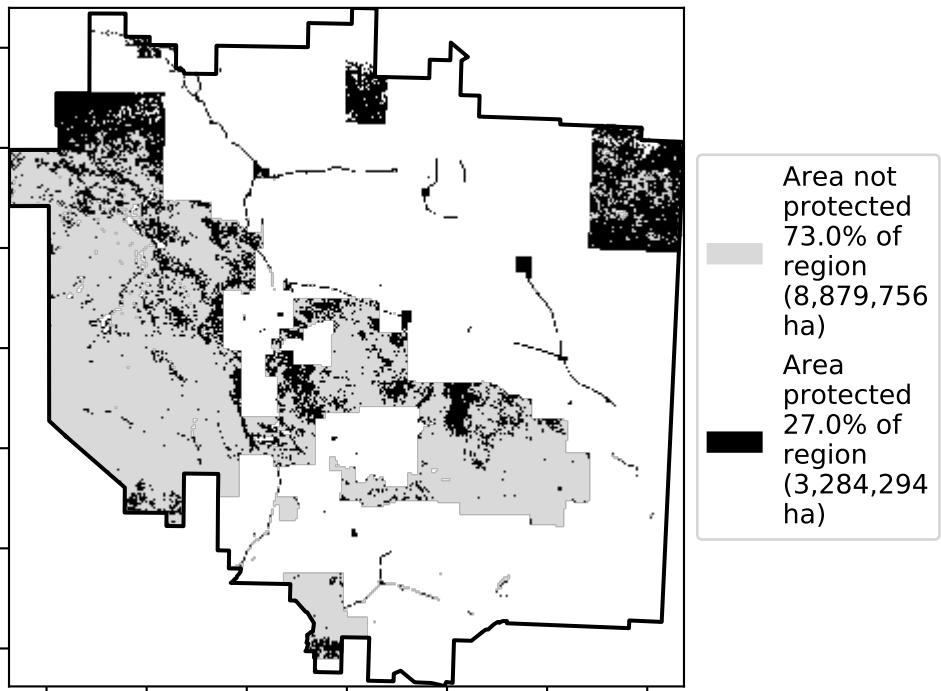 Area not
protected
73.0% of
region
(8,879,756
ha)
Area
protected
27.0% of
region
(3,284,294
ha)